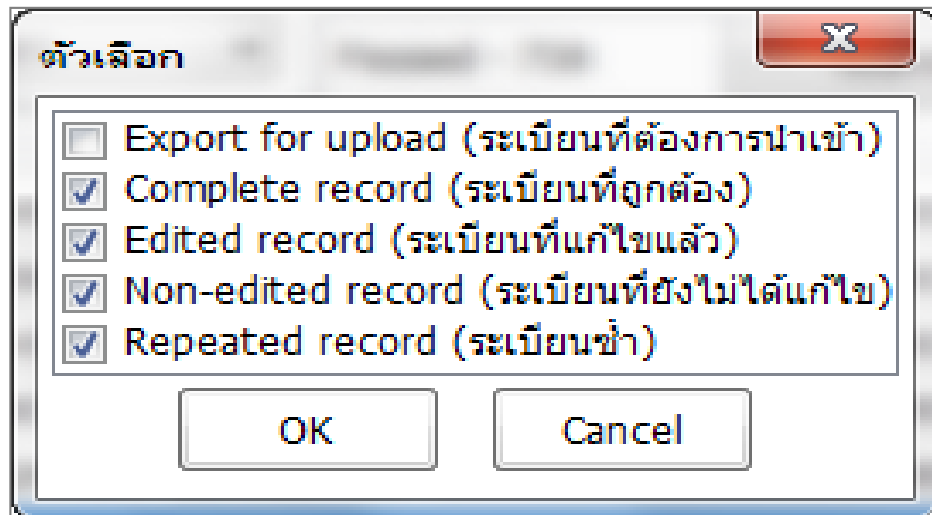 ตัวเลือก
Export for upload (ระเบียนที่ต้องการนำเข้า)
Complete record (ระเบียนที่ถูกต้อง)
Edited record (ระเบียนที่แก้ไขแล้ว)
Non-edited record (ระเบียนที่ยังไม่ได้แก้ไข)
Repeated record (ระเบียนซ้ำ)
OK Cancel